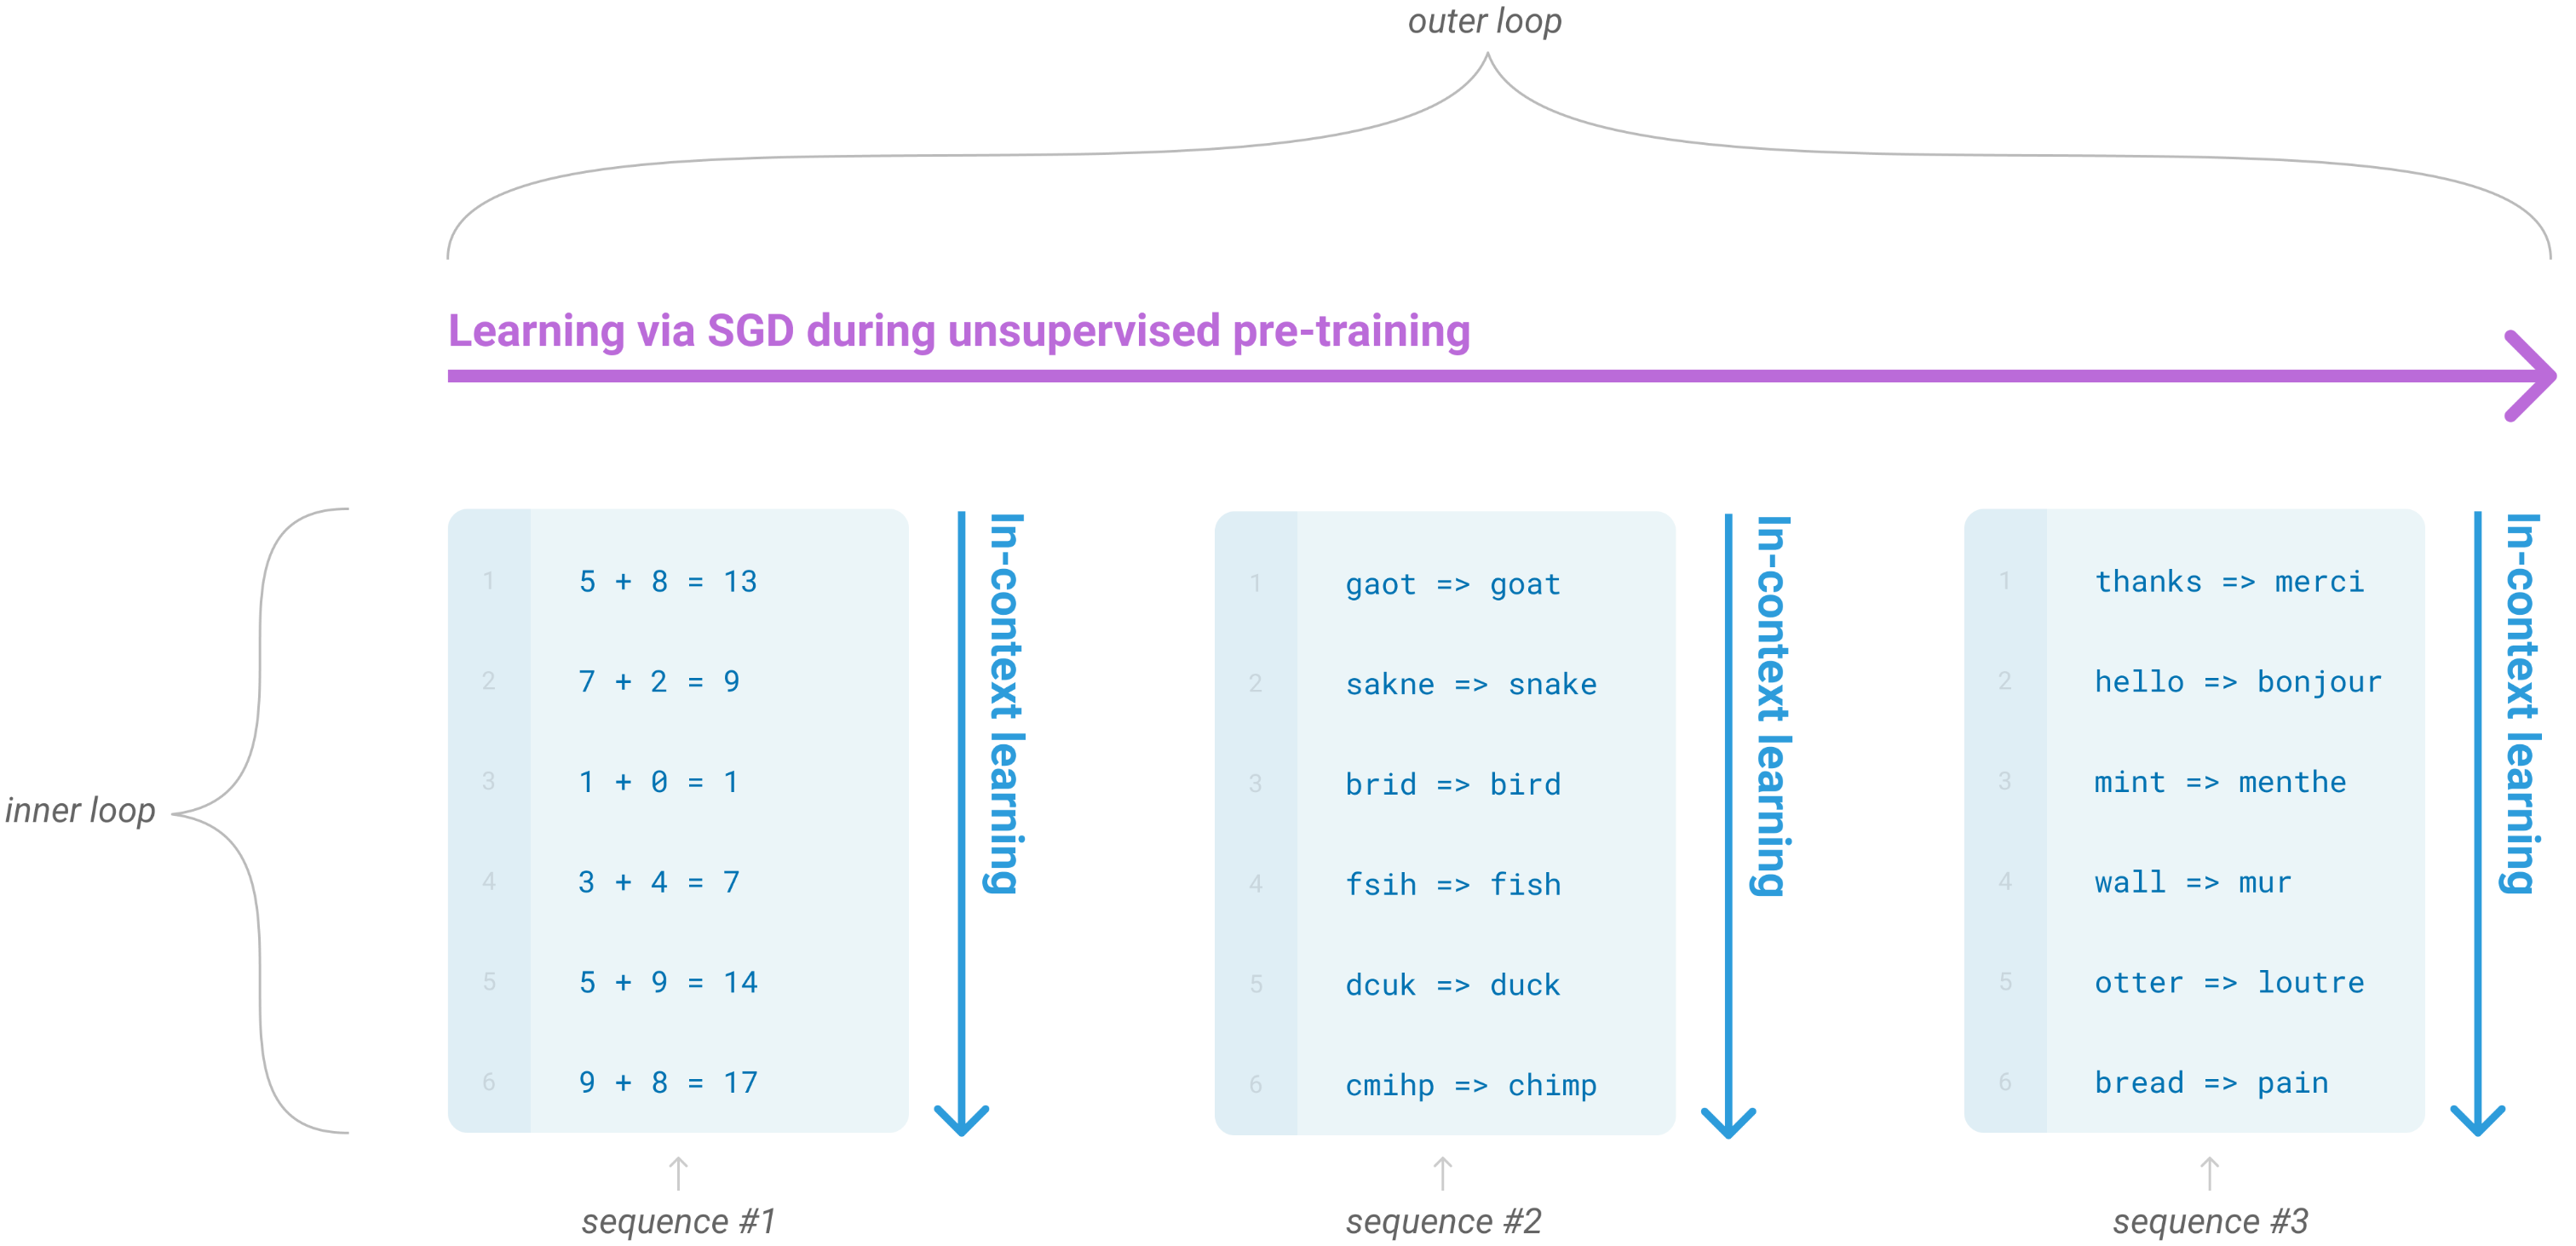 outer loop
Learning via SGD during unsupervised pre-training
inner loop
1 5 + 8 = 13
2 7 + 2 = 9
3 1 + 0 = 1
4 3 + 4 = 7
5 5 + 9 = 14
6 9 + 8 = 17
In-context learning
sequence #1
1 gaot => goat
2 sakne => snake
3 brid => bird
4 fsih => fish
5 dcuk => duck
6 cmihp => chimp
In-context learning
sequence #2
1 thanks => merci
2 hello => bonjour
3 mint => menthe
4 wall => mur
5 otter => loutre
6 bread => pain
In-context learning
sequence #3